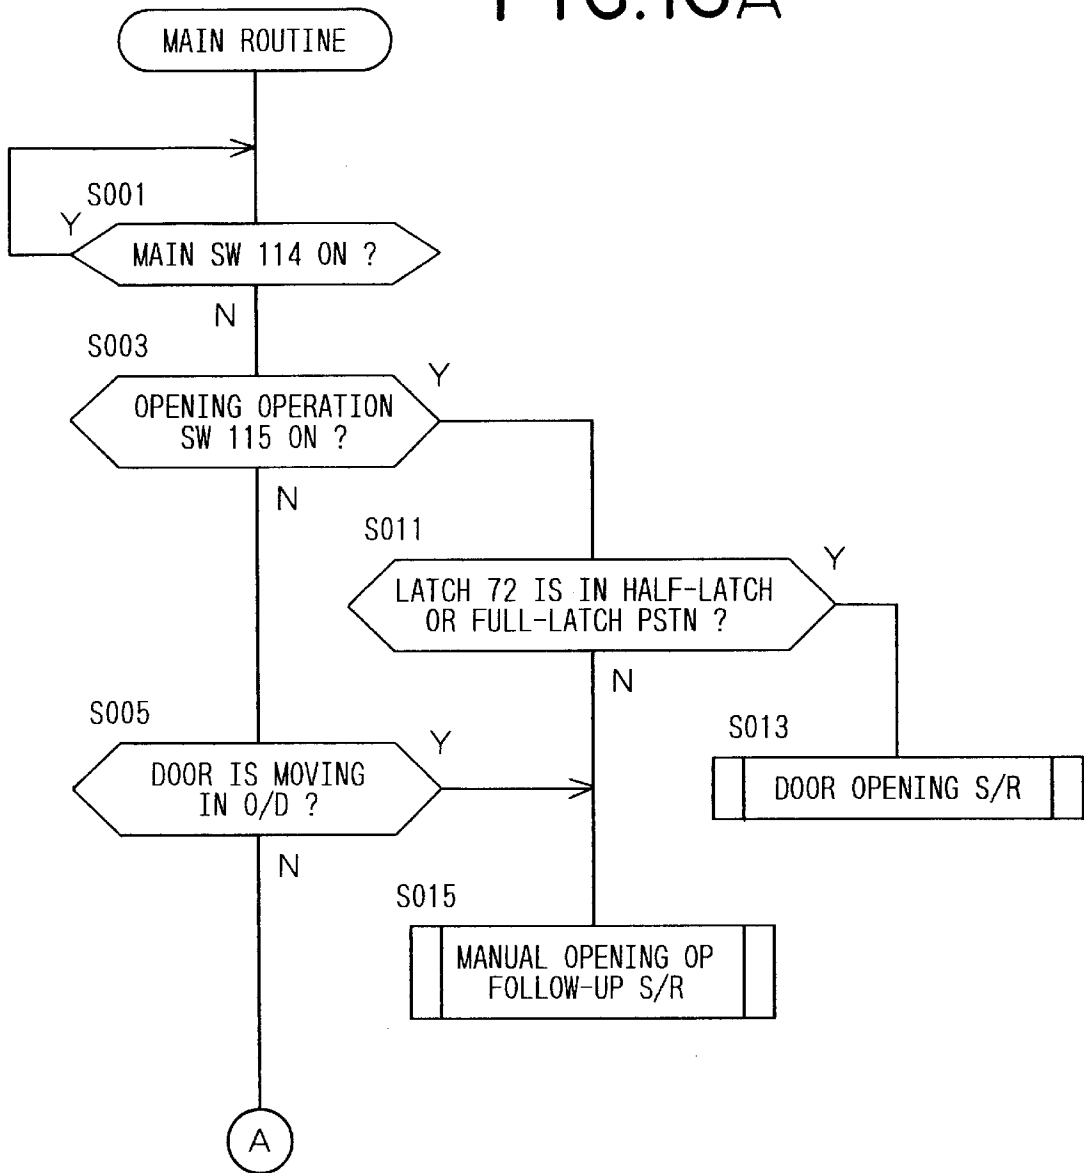 FIG.10A
MAIN ROUTINE
S001
Y
MAIN SW 114 ON ?
N
S003
Y
OPENING OPERATION
SW 115 ON ?
N
S011
Y
LATCH 72 IS IN HALF-LATCH
OR FULL-LATCH PSTN ?
N
S005
Y
DOOR IS MOVING
IN O/D ?
N
S013
DOOR OPENING S/R
S015
MANUAL OPENING OP
FOLLOW-UP S/R
A